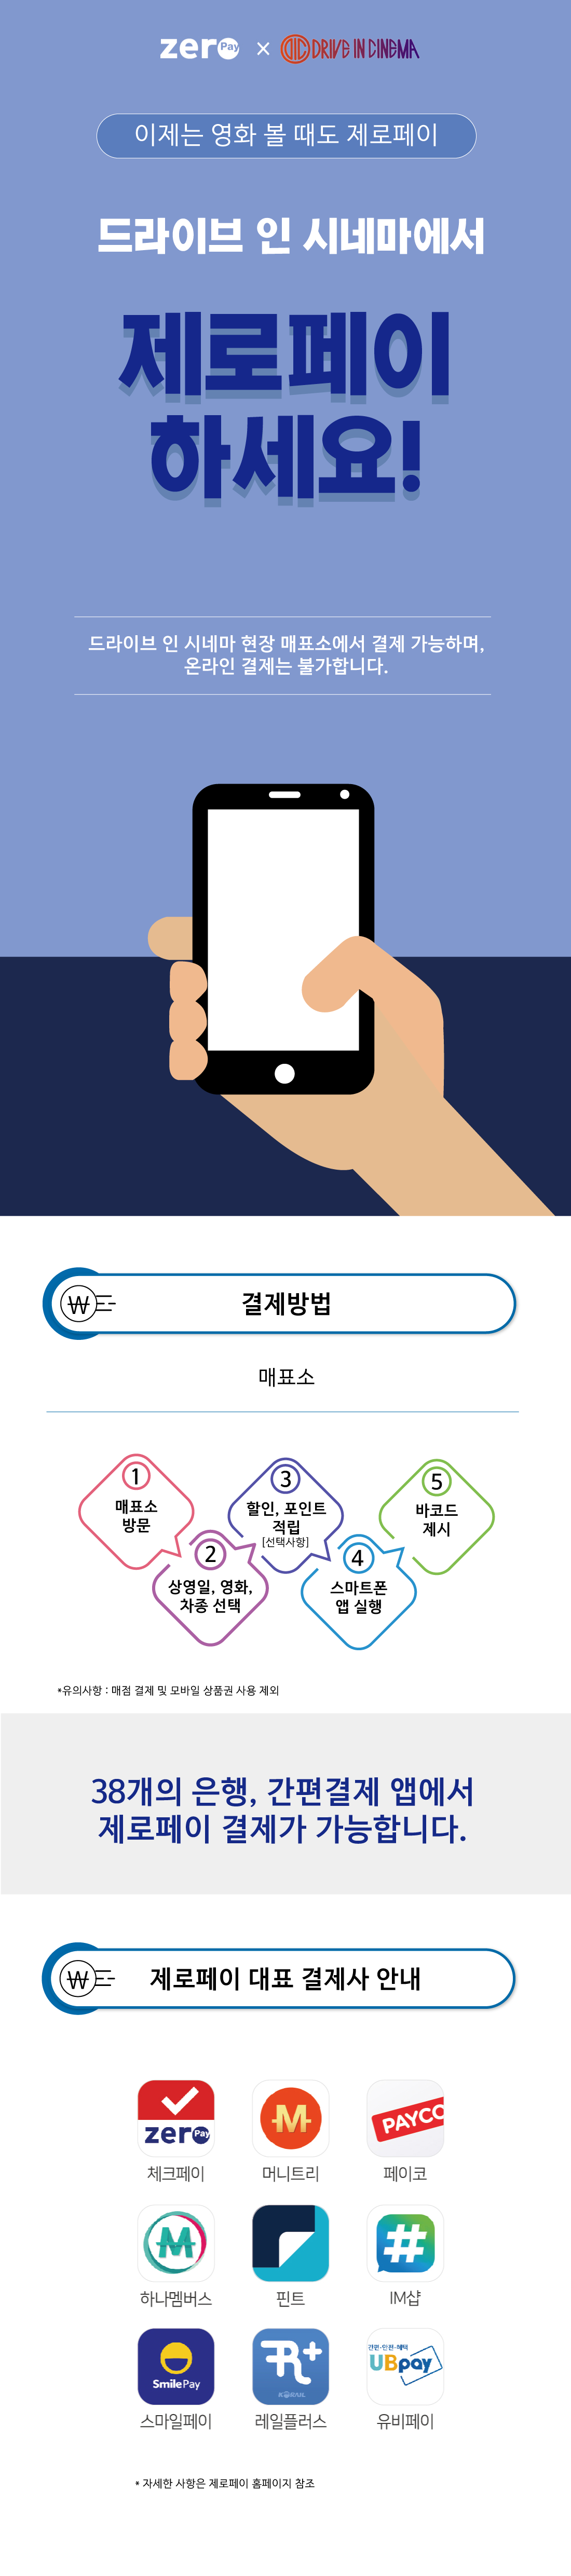 zero Pay × DIC DRIVE IN CINEMA
이제는 영화 볼 때도 제로페이
드라이브 인 시네마에서
제로페이
하세요!
드라이브 인 시네마 현장 매표소에서 결제 가능하며,
온라인 결제는 불가합니다.
₩ 결제방법
매표소
1
매표소
방문
2
상영일, 영화,
차종 선택
3
할인, 포인트
적립
[선택사항]
4
스마트폰
앱 실행
5
바코드
제시
*유의사항 : 매점 결제 및 모바일 상품권 사용 제외
38개의 은행, 간편결제 앱에서
제로페이 결제가 가능합니다.
₩ 제로페이 대표 결제사 안내
zero Pay
체크페이
M
머니트리
PAYCO
페이코
M
하나멤버스
핀트
#
IM샵
Smile Pay
스마일페이
R+
KORAIL
레일플러스
간편·안전·혜택
UBpay
유비페이
* 자세한 사항은 제로페이 홈페이지 참조